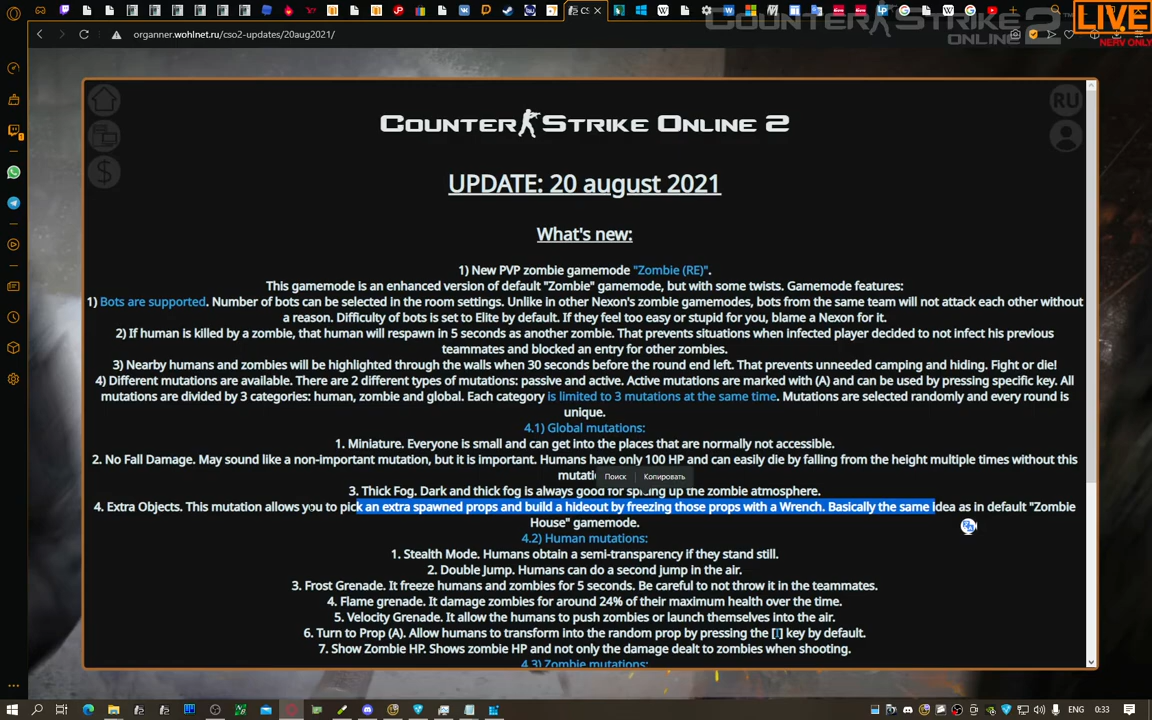 organner.wohlnet.ru/cso2-updates/20aug2021/
COUNTER STRIKE
ONLINE 2
LIVE
NERV ONLY
RU
COUNTER STRIKE ONLINE 2
UPDATE: 20 august 2021
What's new:
1) New PVP zombie gamemode "Zombie (RE)".
This gamemode is an enhanced version of default "Zombie" gamemode, but with some twists. Gamemode features:
1) Bots are supported. Number of bots can be selected in the room settings. Unlike in other Nexon's zombie gamemodes, bots from the same team will not attack each other without
a reason. Difficulty of bots is set to Elite by default. If they feel too easy or stupid for you, blame a Nexon for it.
2) If human is killed by a zombie, that human will respawn in 5 seconds as another zombie. That prevents situations when infected player decided to not infect his previous
teammates and blocked an entry for other zombies.
3) Nearby humans and zombies will be highlighted through the walls when 30 seconds before the round end left. That prevents unneeded camping and hiding. Fight or die!
4) Different mutations are available. There are 2 different types of mutations: passive and active. Active mutations are marked with (A) and can be used by pressing specific key. All
mutations are divided by 3 categories: human, zombie and global. Each category is limited to 3 mutations at the same time. Mutations are selected randomly and every round is
unique.
4.1) Global mutations:
1. Miniature. Everyone is small and can get into the places that are normally not accessible.
2. No Fall Damage. May sound like a non-important mutation, but it is important. Humans have only 100 HP and can easily die by falling from the height multiple times without this
mutati
Поиск Копировать
3. Thick Fog. Dark and thick fog is always good for spicing up the zombie atmosphere.
4. Extra Objects. This mutation allows you to pick an extra spawned props and build a hideout by freezing those props with a Wrench. Basically the same idea as in default "Zombie
House" gamemode.
4.2) Human mutations:
1. Stealth Mode. Humans obtain a semi-transparency if they stand still.
2. Double Jump. Humans can do a second jump in the air.
3. Frost Grenade. It freeze humans and zombies for 5 seconds. Be careful to not throw it in the teammates.
4. Flame grenade. It damage zombies for around 24% of their maximum health over the time.
5. Velocity Grenade. It allow the humans to push zombies or launch themselves into the air.
6. Turn to Prop (A). Allow humans to transform into the random prop by pressing the [] key by default.
7. Show Zombie HP. Shows zombie HP and not only the damage dealt to zombies when shooting.
4.3) Zombie mutations:
ENG 0:33